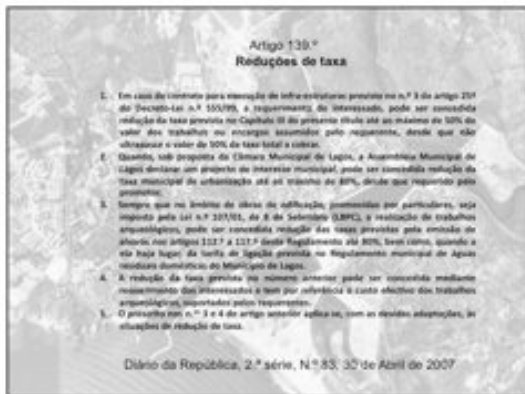 Artigo 139.º
Reduções de taxa
1. Em caso de contrato para execução de infra-estruturas previsto no n.º 3 do artigo 25º
do Decreto-Lei n.º 555/99, a requerimento do interessado, pode ser concedida
redução da taxa prevista no Capítulo III do presente título até ao máximo de 50% do
valor dos trabalhos ou encargos assumidos pelo requerente, desde que não
ultrapasse o valor de 50% da taxa total a cobrar.
2. Quando, sob proposta da Câmara Municipal de Lagos, a Assembleia Municipal de
Lagos declarar um projecto de interesse municipal, pode ser concedida redução da
taxa municipal de urbanização até ao máximo de 80%, desde que requerido pelo
promotor.
3. Sempre que no âmbito de obras de edificação, promovidas por particulares, seja
imposto pela Lei n.º 107/01, de 8 de Setembro (LBPC), a realização de trabalhos
arqueológicos, pode ser concedida redução das taxas previstas pela emissão de
alvarás nos artigos 112.º a 117.º deste Regulamento até 80%, bem como, quando a
ela haja lugar, da tarifa de ligação prevista no Regulamento municipal de Águas
residuais domésticas do Município de Lagos.
4. A redução da taxa prevista no número anterior pode ser concedida mediante
requerimento dos interessados e tem por referência o custo efectivo dos trabalhos
arqueológicos, suportados pelos requerentes.
5. O prescrito nos n.ºs 3 e 4 do artigo anterior aplica-se, com as devidas adaptações, às
situações de redução de taxa.
Diário da República, 2.ª série, N.º 83, 30 de Abril de 2007